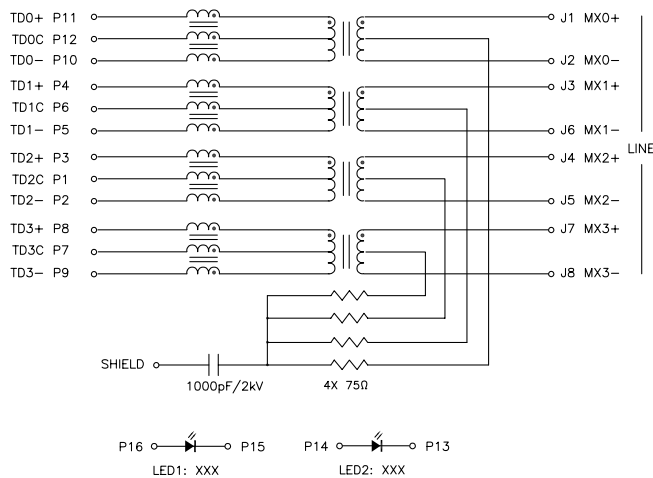 TD0+ P11 J1 MX0+
TD0C P12
TD0− P10 J2 MX0−
TD1+ P4 J3 MX1+
TD1C P6
TD1− P5 J6 MX1−
LINE
TD2+ P3 J4 MX2+
TD2C P1
TD2− P2 J5 MX2−
TD3+ P8 J7 MX3+
TD3C P7
TD3− P9 J8 MX3−
SHIELD
1000pF/2kV 4X 75Ω
P16 P15 P14 P13
LED1: XXX LED2: XXX